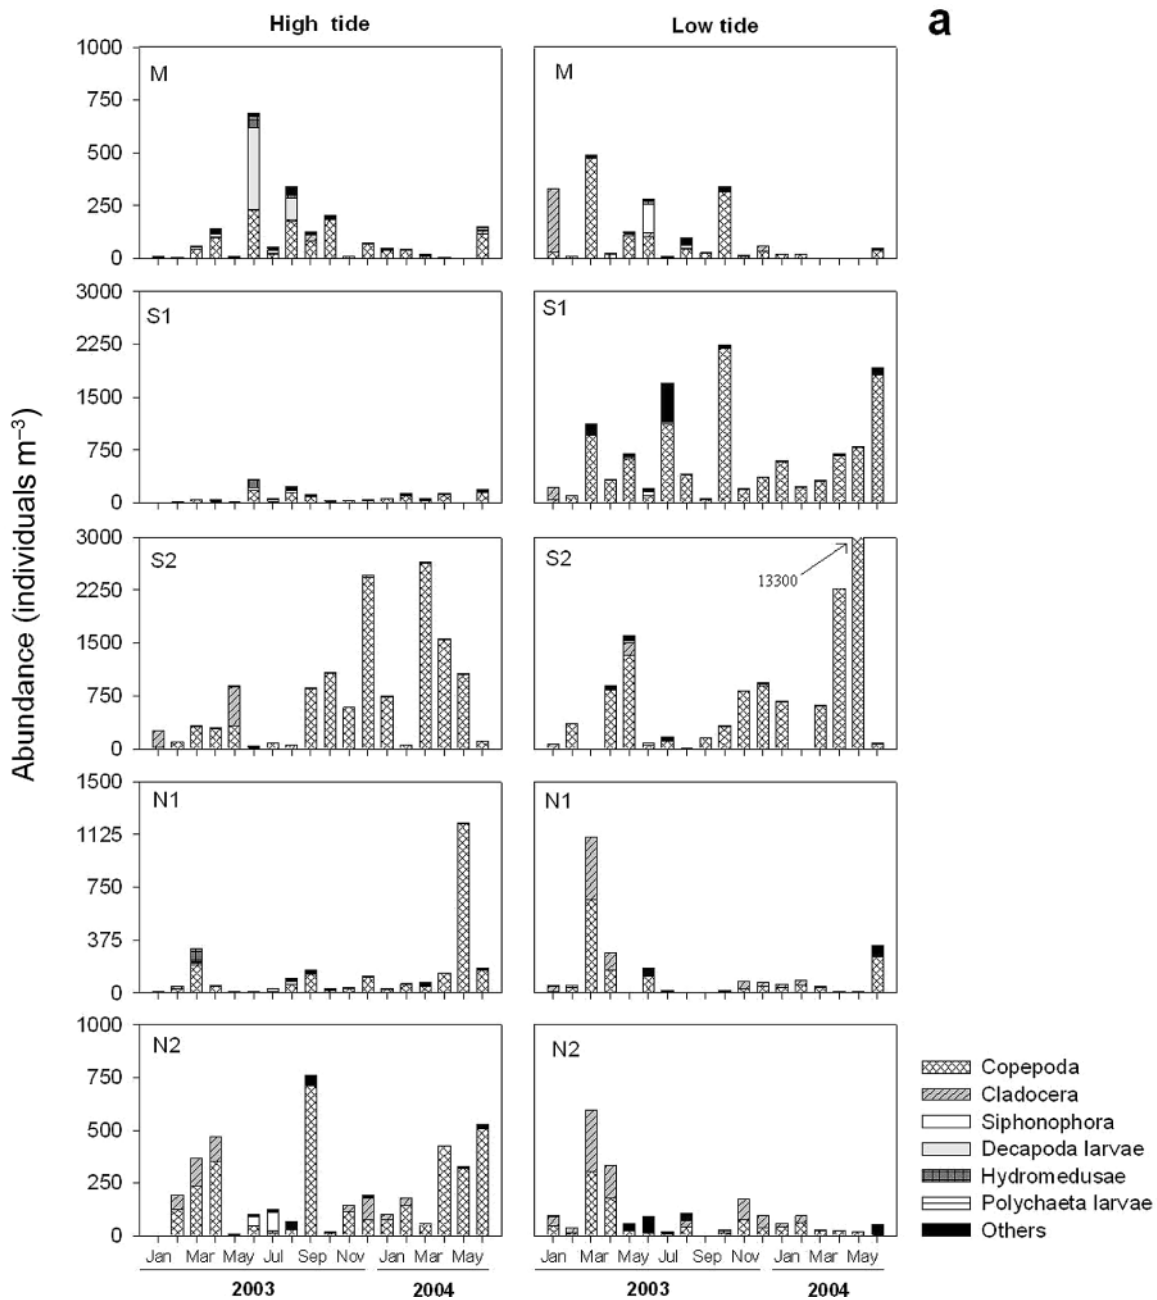 High tide
Low tide
a
Abundance (individuals m⁻³)
1000
750
500
250
0
M
M
3000
2250
1500
750
0
S1
S1
3000
2250
1500
750
0
S2
S2
13300
1500
1125
750
375
0
N1
N1
1000
750
500
250
0
N2
N2
Copepoda
Cladocera
Siphonophora
Decapoda larvae
Hydromedusae
Polychaeta larvae
Others
Jan Mar May Jul Sep Nov Jan Mar May
Jan Mar May Jul Sep Nov Jan Mar May
2003 2004
2003 2004